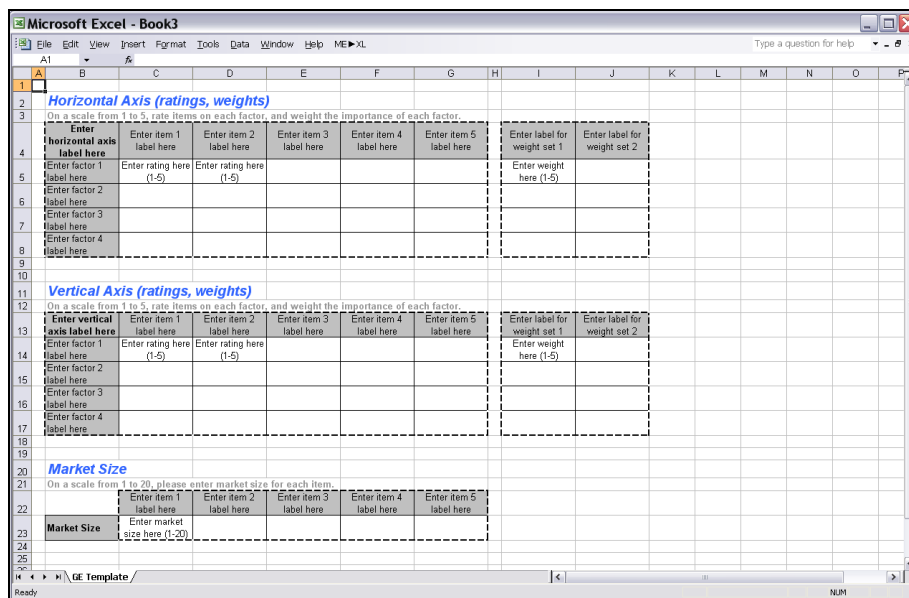 Microsoft Excel - Book3
File Edit View Insert Format Tools Data Window Help ME►XL Type a question for help
A1 fx
A B C D E F G H I J K L M N O P
1
2 Horizontal Axis (ratings, weights)
3 On a scale from 1 to 5, rate items on each factor, and weight the importance of each factor.
Enter horizontal axis label here Enter item 1 label here Enter item 2 label here Enter item 3 label here Enter item 4 label here Enter item 5 label here Enter label for weight set 1 Enter label for weight set 2
4
Enter factor 1 label here Enter rating here (1-5) Enter rating here (1-5) Enter weight here (1-5)
5
Enter factor 2 label here
6
Enter factor 3 label here
7
Enter factor 4 label here
8
9
10
11 Vertical Axis (ratings, weights)
12 On a scale from 1 to 5, rate items on each factor, and weight the importance of each factor.
Enter vertical axis label here Enter item 1 label here Enter item 2 label here Enter item 3 label here Enter item 4 label here Enter item 5 label here Enter label for weight set 1 Enter label for weight set 2
13
Enter factor 1 label here Enter rating here (1-5) Enter rating here (1-5) Enter weight here (1-5)
14
Enter factor 2 label here
15
Enter factor 3 label here
16
Enter factor 4 label here
17
18
19
20 Market Size
21 On a scale from 1 to 20, please enter market size for each item.
Enter item 1 label here Enter item 2 label here Enter item 3 label here Enter item 4 label here Enter item 5 label here
22
Market Size Enter market size here (1-20)
23
24
25
GE Template
Ready NUM